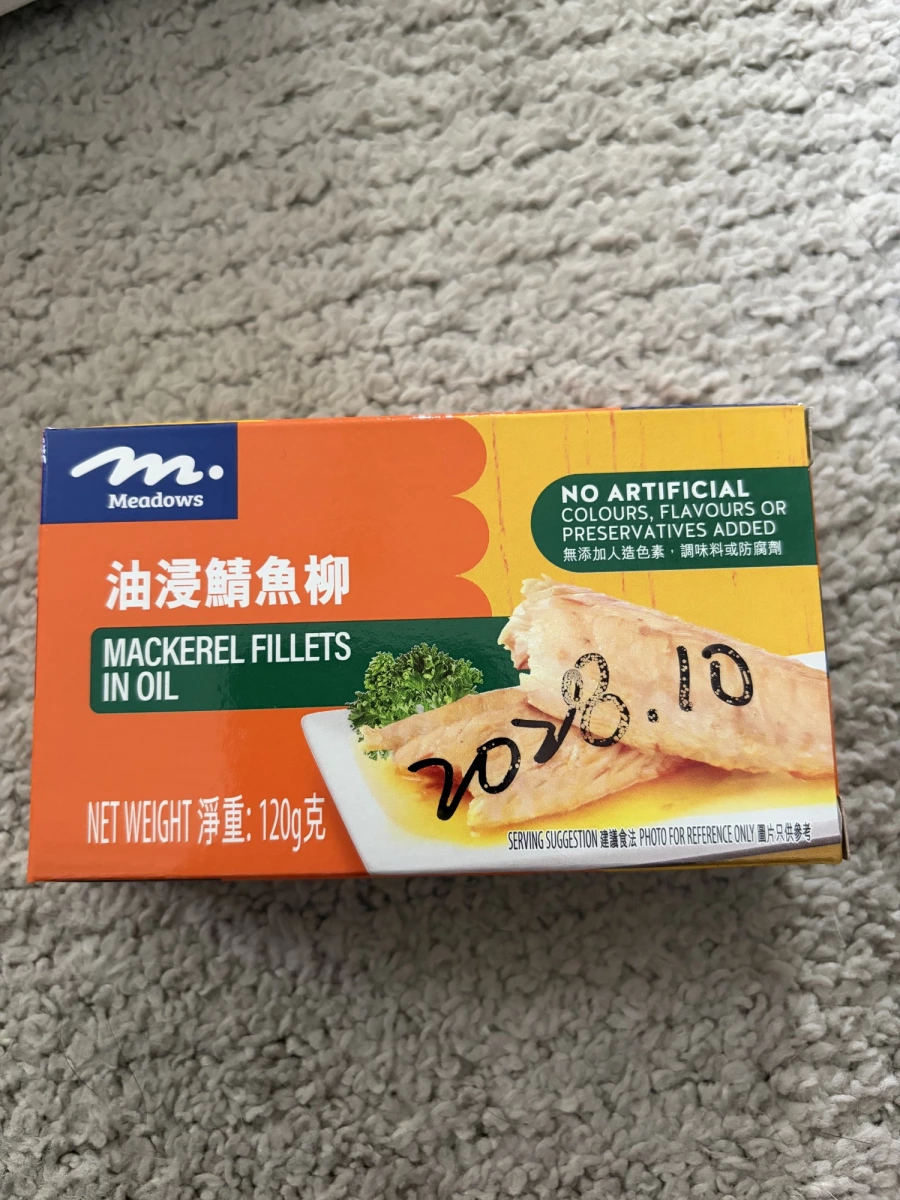 m.
Meadows
NO ARTIFICIAL
COLOURS, FLAVOURS OR
PRESERVATIVES ADDED
無添加人造色素，調味料或防腐劑
油浸鯖魚柳
MACKEREL FILLETS
IN OIL
2028.10
NET WEIGHT 淨重: 120g克
SERVING SUGGESTION 建議食法 PHOTO FOR REFERENCE ONLY 圖片只供參考